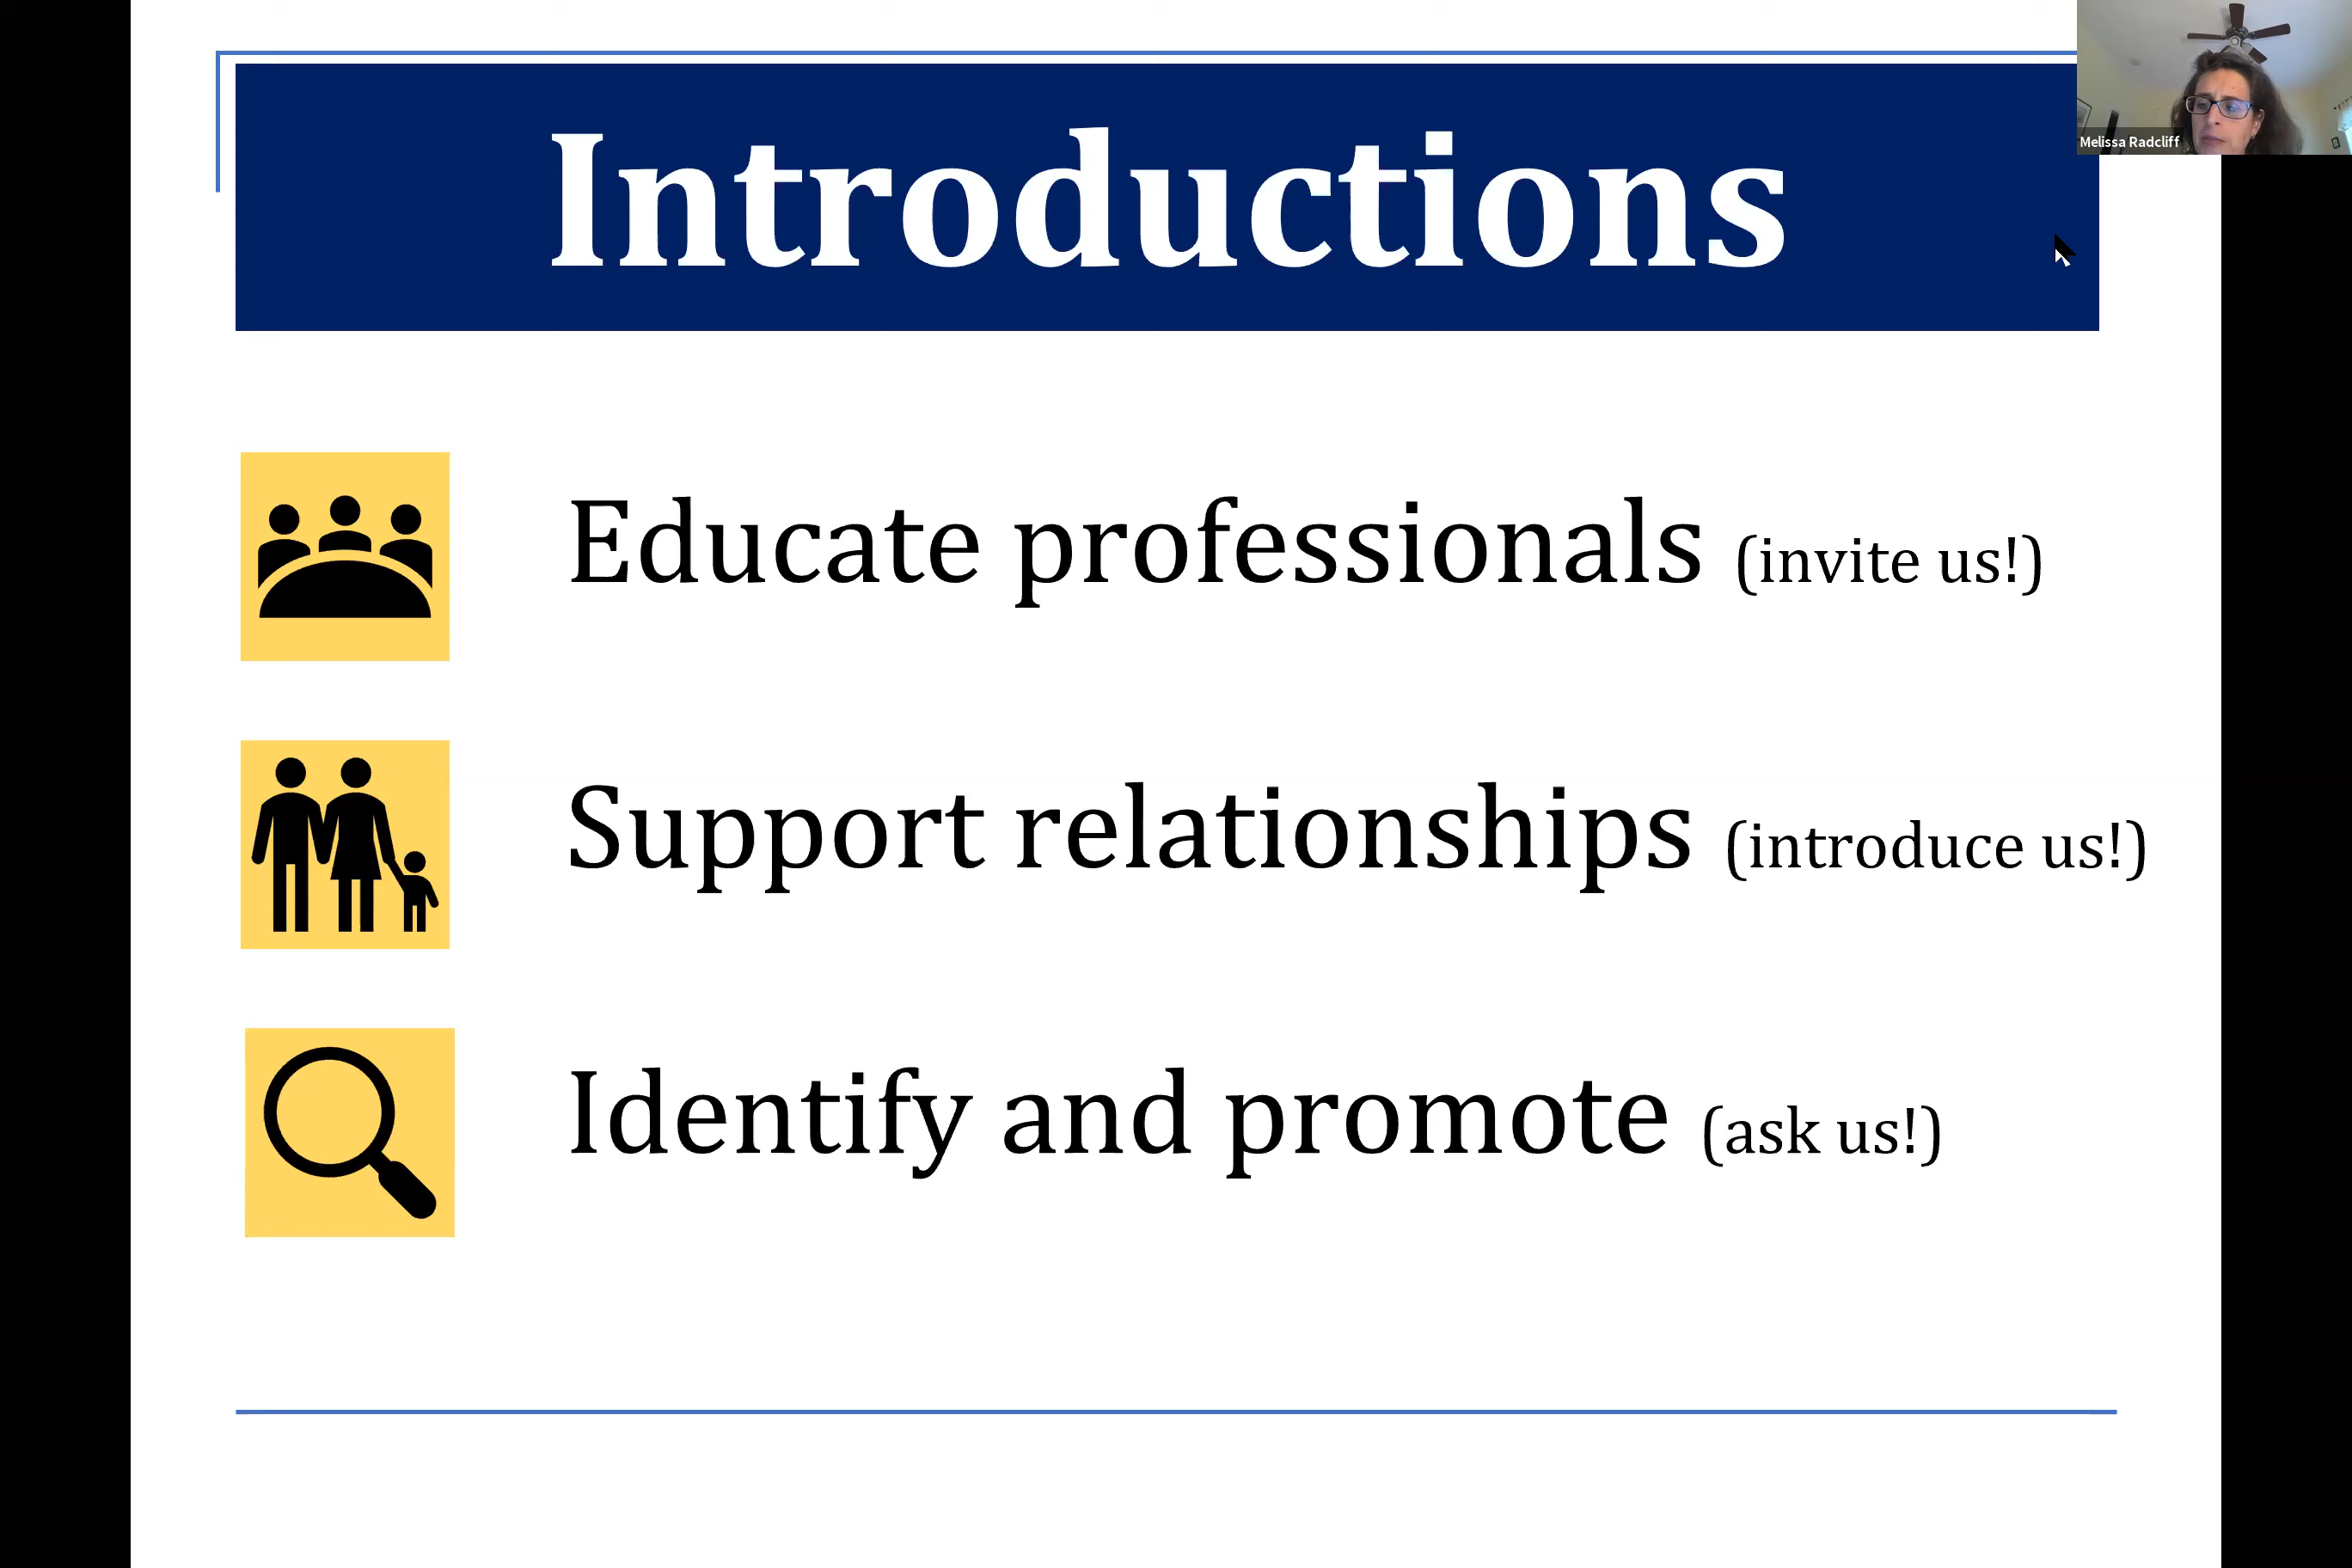 Introductions
Melissa Radcliff
Educate professionals (invite us!)
Support relationships (introduce us!)
Identify and promote (ask us!)